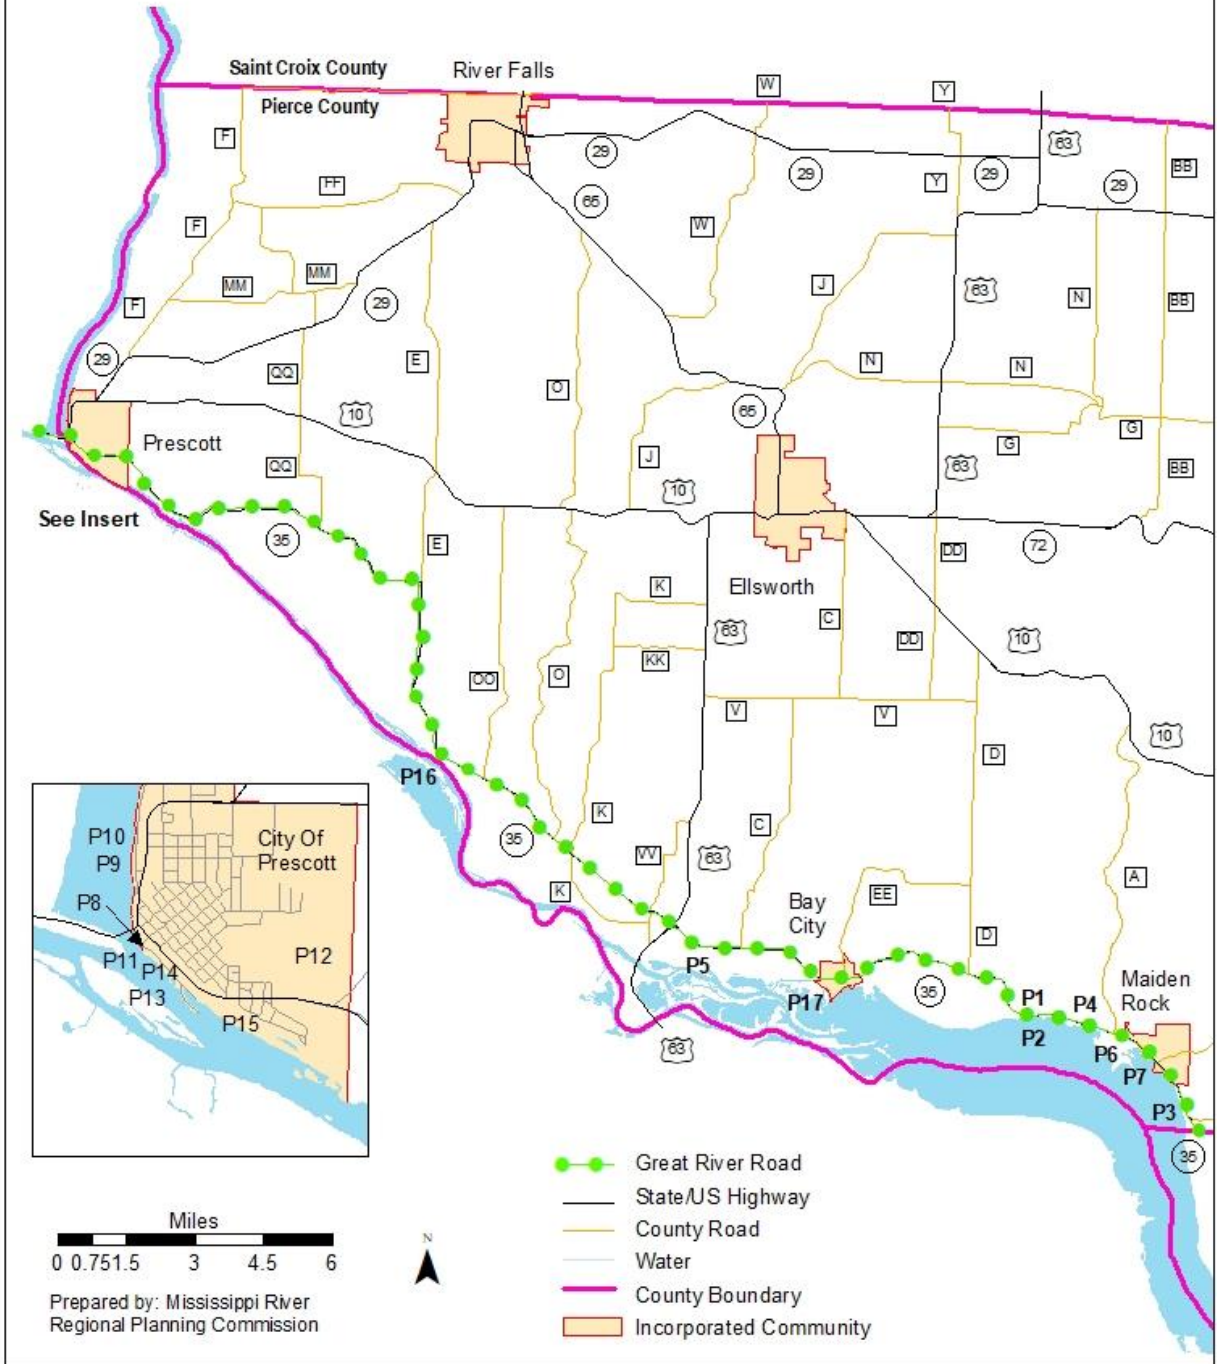 Saint Croix County
River Falls
Pierce County
W
Y
63
F
29
29
Y
29
29
BB
FF
65
F
W
MM
MM
J
63
N
BB
F
29
29
QQ
E
O
N
N
10
65
Prescott
G
G
QQ
J
10
63
BB
See Insert
35
E
DD
72
K
Ellsworth
63
C
DD
10
KK
OO
O
V
V
10
D
P16
K
35
C
VV
63
A
K
Bay
City
EE
D
P5
P17
35
P1
P4
Maiden
Rock
P2
P6
P7
63
P3
35
P10
P9
City Of
Prescott
P8
P11
P14
P12
P13
P15
Great River Road
State/US Highway
County Road
Water
County Boundary
Incorporated Community
Miles
0 0.751.5 3 4.5 6
N
Prepared by: Mississippi River
Regional Planning Commission